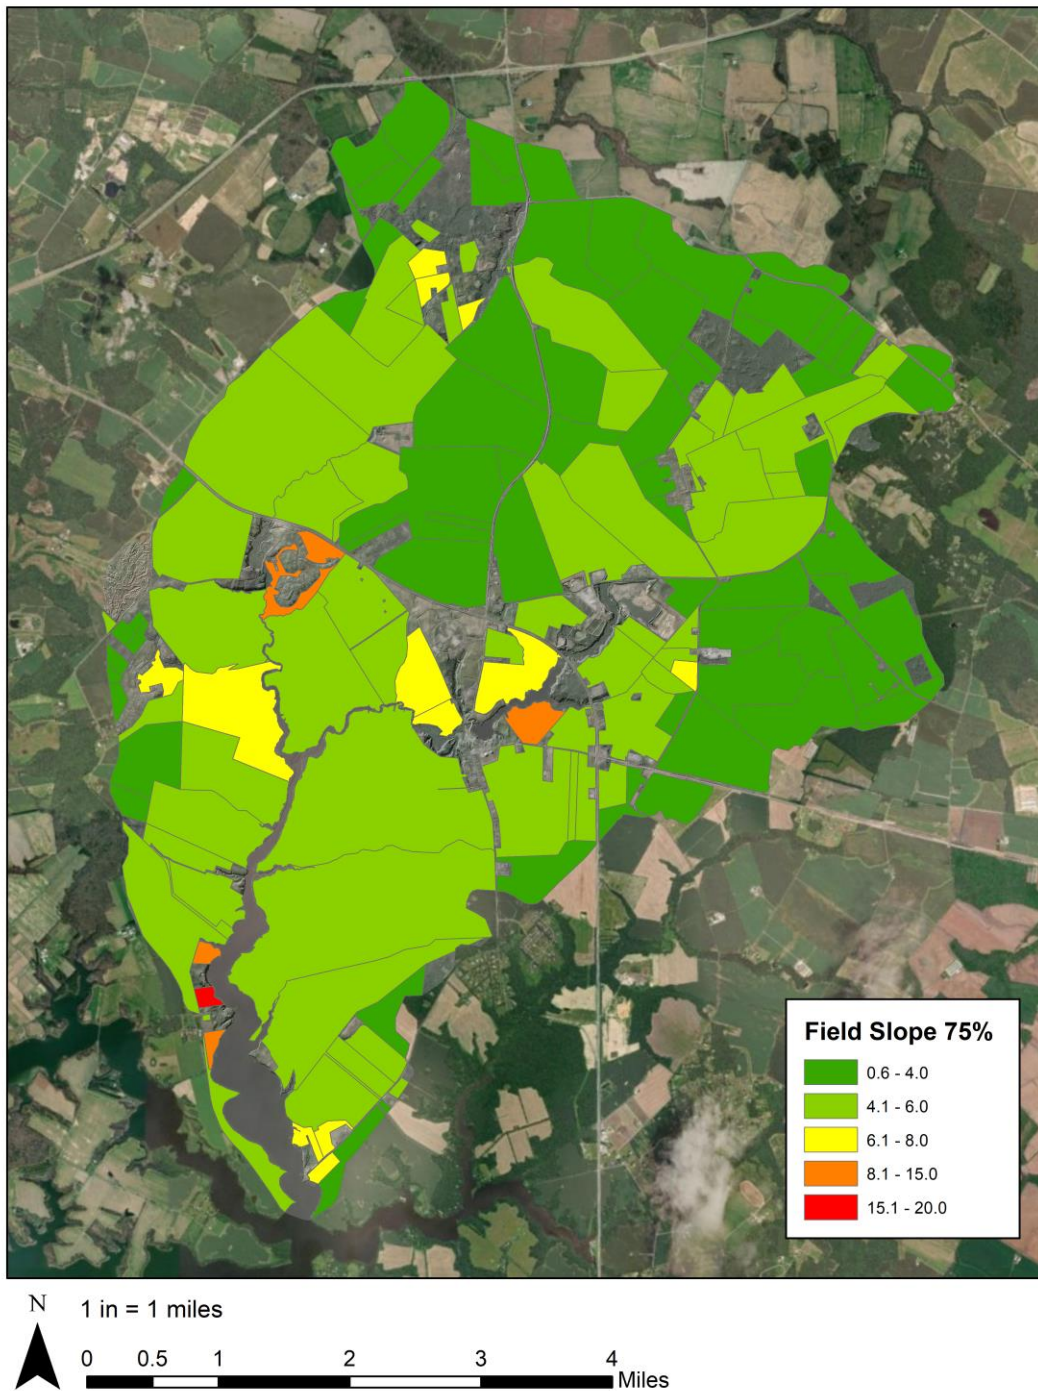 Field Slope 75%
0.6 - 4.0
4.1 - 6.0
6.1 - 8.0
8.1 - 15.0
15.1 - 20.0
N
1 in = 1 miles
0 0.5 1 2 3 4
Miles